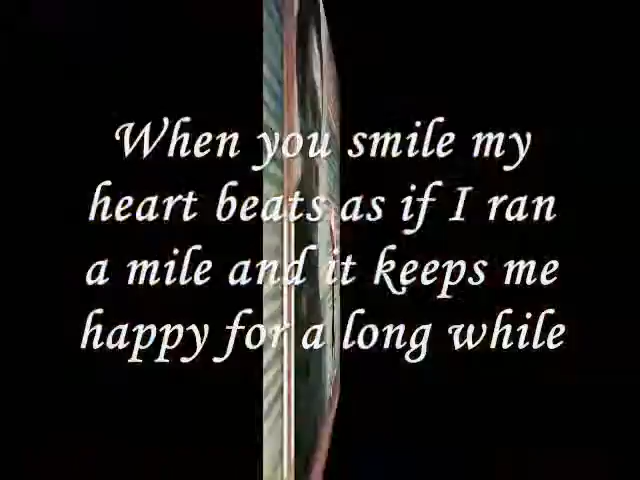 When you smile my
heart beats as if I ran
a mile and it keeps me
happy for a long while